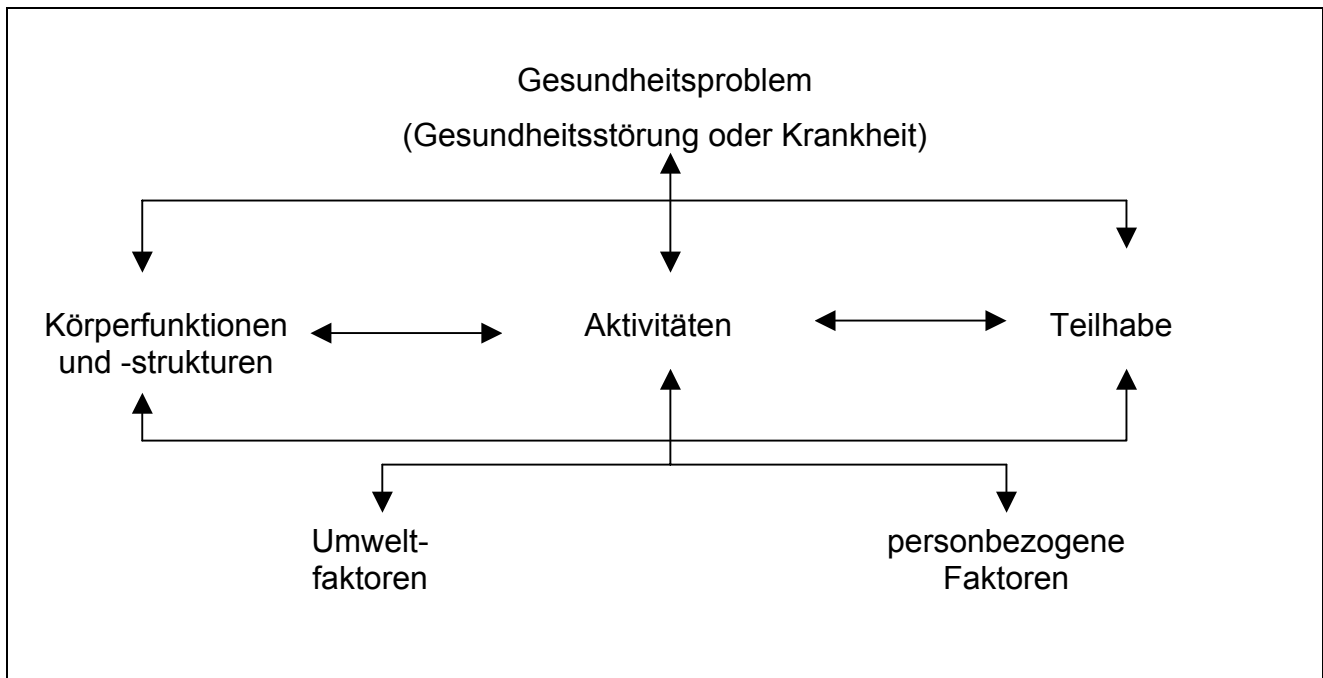 Gesundheitsproblem
(Gesundheitsstörung oder Krankheit)
Körperfunktionen
und -strukturen
Aktivitäten
Teilhabe
Umwelt-
faktoren
personbezogene
Faktoren